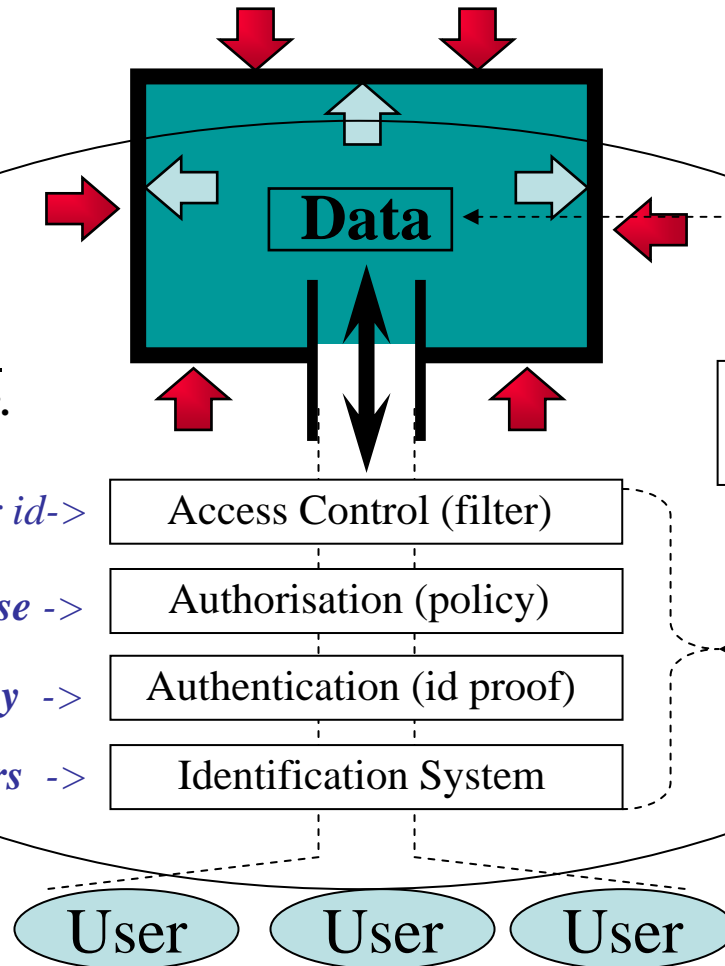 Data
.
id-> Access Control (filter)
se -> Authorisation (policy)
y -> Authentication (id proof)
rs -> Identification System
User User User